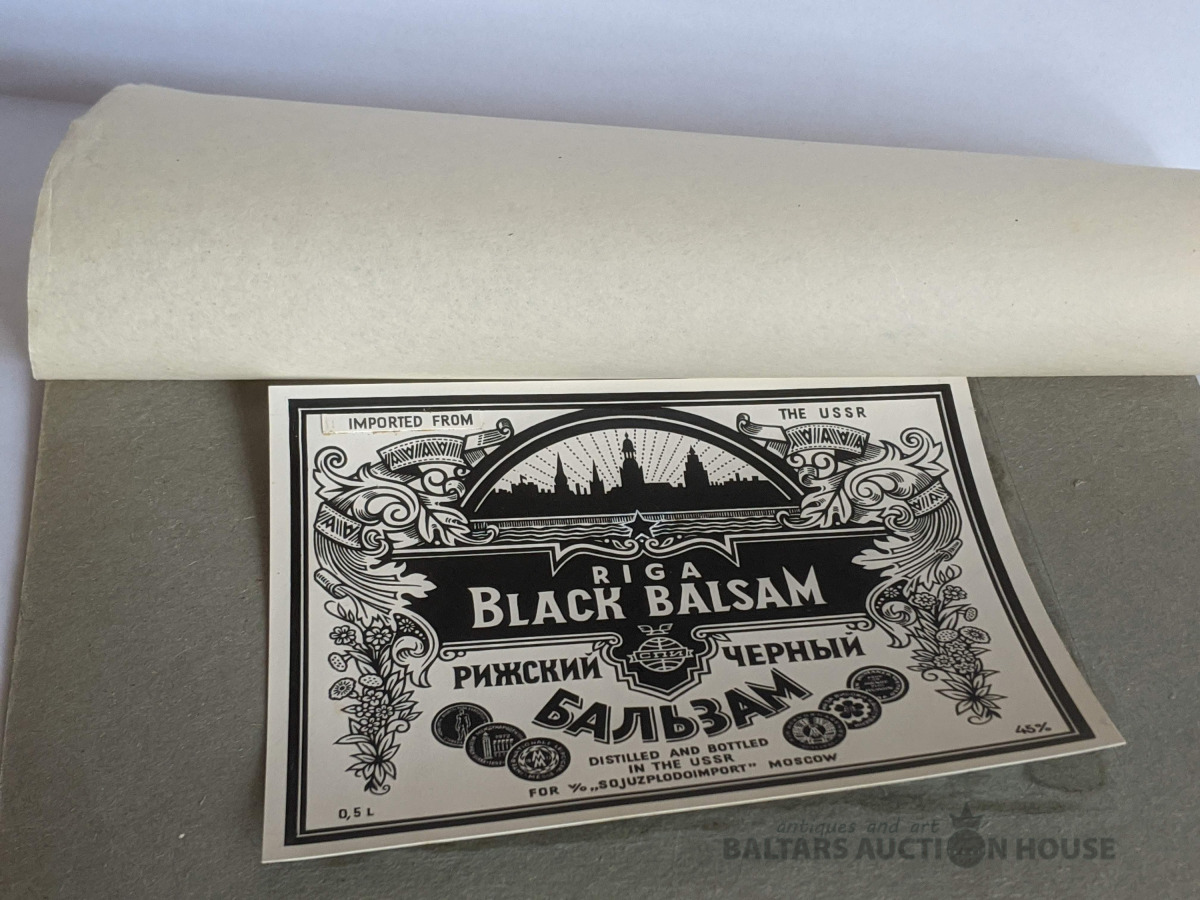 IMPORTED FROM
THE USSR
RIGA
BLACK BALSAM
СПИ
РИЖСКИЙ
ЧЕРНЫЙ
БАЛЬЗАМ
DISTILLED AND BOTTLED
IN THE USSR
FOR V/O „SOJUZPLODOIMPORT" MOSCOW
0,5 L
45%
antiques and art
BALTARS AUCTION HOUSE